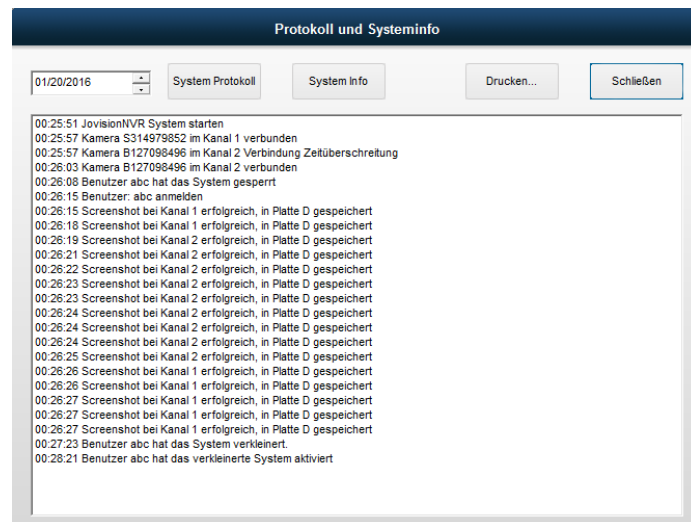 Protokoll und Systeminfo
01/20/2016 System Protokoll System Info Drucken... Schließen
00:25:51 JovisionNVR System starten
00:25:57 Kamera S314979852 im Kanal 1 verbunden
00:25:57 Kamera B127098496 im Kanal 2 Verbindung Zeitüberschreitung
00:26:03 Kamera B127098496 im Kanal 2 verbunden
00:26:08 Benutzer abc hat das System gesperrt
00:26:15 Benutzer: abc anmelden
00:26:15 Screenshot bei Kanal 1 erfolgreich, in Platte D gespeichert
00:26:18 Screenshot bei Kanal 1 erfolgreich, in Platte D gespeichert
00:26:19 Screenshot bei Kanal 2 erfolgreich, in Platte D gespeichert
00:26:21 Screenshot bei Kanal 2 erfolgreich, in Platte D gespeichert
00:26:22 Screenshot bei Kanal 2 erfolgreich, in Platte D gespeichert
00:26:23 Screenshot bei Kanal 2 erfolgreich, in Platte D gespeichert
00:26:23 Screenshot bei Kanal 2 erfolgreich, in Platte D gespeichert
00:26:24 Screenshot bei Kanal 2 erfolgreich, in Platte D gespeichert
00:26:24 Screenshot bei Kanal 2 erfolgreich, in Platte D gespeichert
00:26:24 Screenshot bei Kanal 2 erfolgreich, in Platte D gespeichert
00:26:25 Screenshot bei Kanal 2 erfolgreich, in Platte D gespeichert
00:26:26 Screenshot bei Kanal 1 erfolgreich, in Platte D gespeichert
00:26:26 Screenshot bei Kanal 1 erfolgreich, in Platte D gespeichert
00:26:27 Screenshot bei Kanal 1 erfolgreich, in Platte D gespeichert
00:26:27 Screenshot bei Kanal 1 erfolgreich, in Platte D gespeichert
00:26:27 Screenshot bei Kanal 1 erfolgreich, in Platte D gespeichert
00:27:23 Benutzer abc hat das System verkleinert.
00:28:21 Benutzer abc hat das verkleinerte System aktiviert